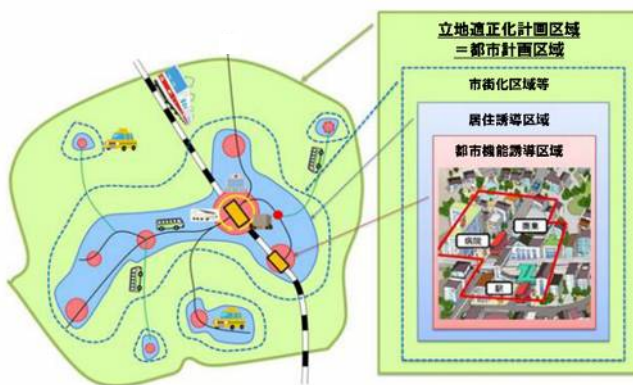 立地適正化計画区域
＝都市計画区域
市街化区域等
居住誘導区域
都市機能誘導区域
商業
病院
駅